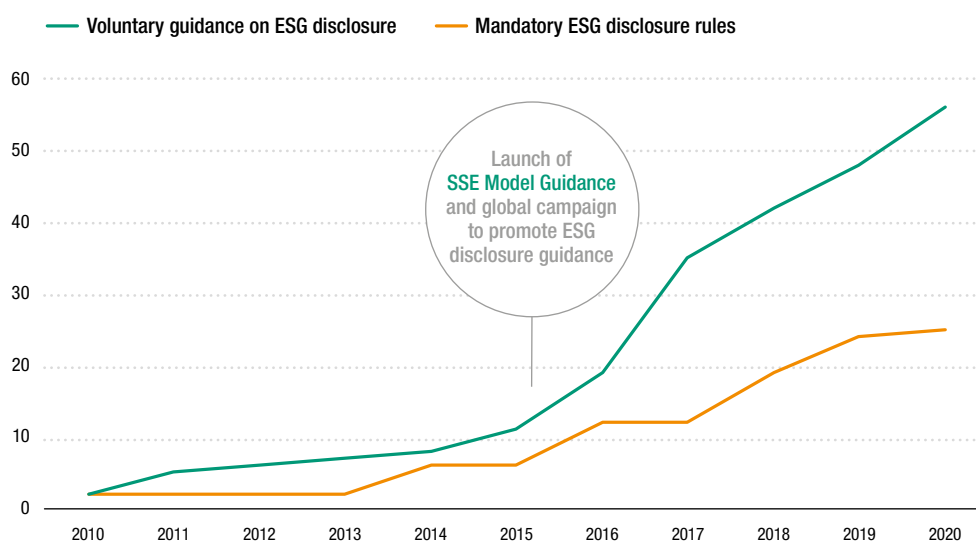 Voluntary guidance on ESG disclosure
Mandatory ESG disclosure rules
60
50
40
30
20
10
0
Launch of
SSE Model Guidance
and global campaign
to promote ESG
disclosure guidance
2010 2011 2012 2013 2014 2015 2016 2017 2018 2019 2020